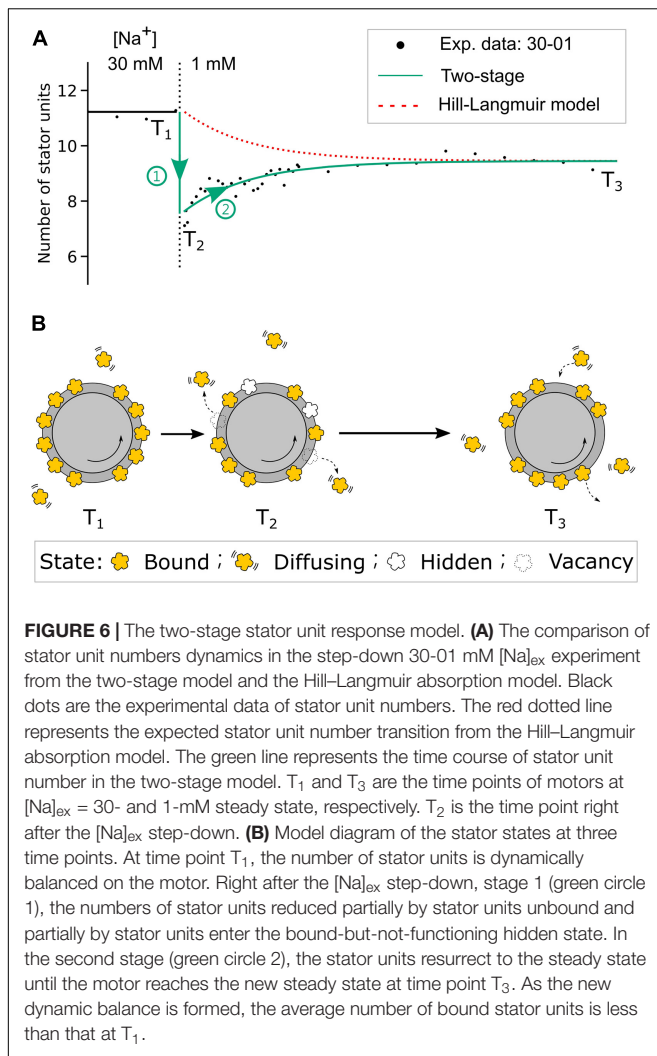 A
[Na⁺]
30 mM
1 mM
Exp. data: 30-01
Two-stage
Hill-Langmuir model
Number of stator units
12
10
8
6
T₁
1
2
T₂
T₃
B
T₁
T₂
T₃
State: Bound ; Diffusing ; Hidden ; Vacancy
FIGURE 6 | The two-stage stator unit response model. (A) The comparison of
stator unit numbers dynamics in the step-down 30-01 mM [Na]ex experiment
from the two-stage model and the Hill–Langmuir absorption model. Black
dots are the experimental data of stator unit numbers. The red dotted line
represents the expected stator unit number transition from the Hill–Langmuir
absorption model. The green line represents the time course of stator unit
number in the two-stage model. T₁ and T₃ are the time points of motors at
[Na]ex = 30- and 1-mM steady state, respectively. T₂ is the time point right
after the [Na]ex step-down. (B) Model diagram of the stator states at three
time points. At time point T₁, the number of stator units is dynamically
balanced on the motor. Right after the [Na]ex step-down, stage 1 (green circle
1), the numbers of stator units reduced partially by stator units unbound and
partially by stator units enter the bound-but-not-functioning hidden state. In
the second stage (green circle 2), the stator units resurrect to the steady state
until the motor reaches the new steady state at time point T₃. As the new
dynamic balance is formed, the average number of bound stator units is less
than that at T₁.